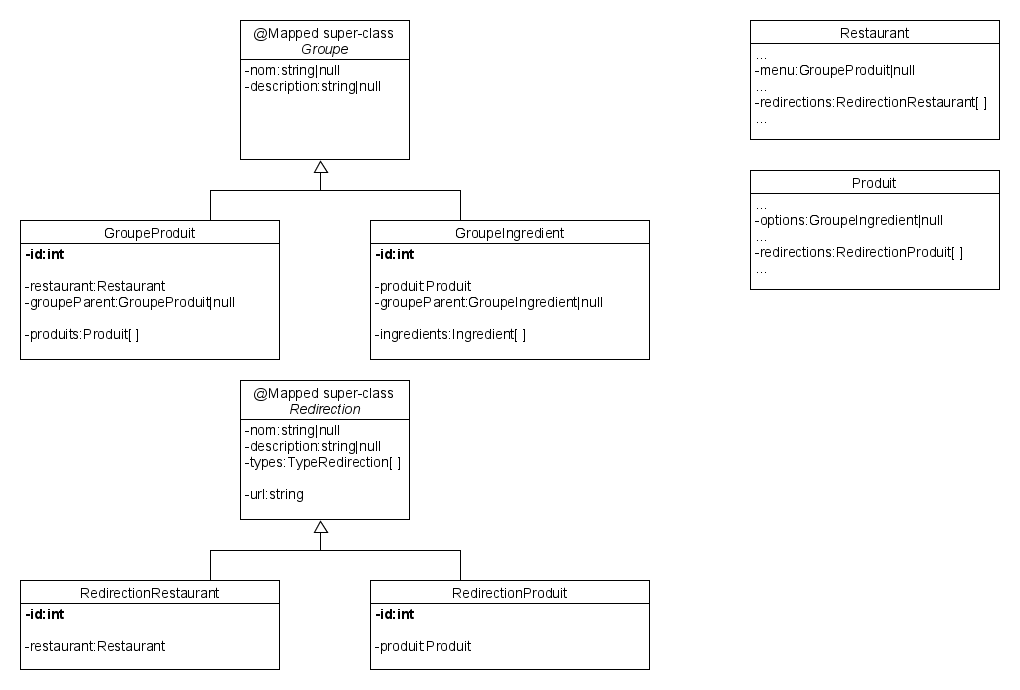 @Mapped super-class
Groupe
-nom:string|null
-description:string|null
Restaurant
...
-menu:GroupeProduit|null
...
-redirections:RedirectionRestaurant[ ]
...
Produit
...
-options:GroupeIngredient|null
...
-redirections:RedirectionProduit[ ]
...
GroupeProduit
-id:int
-restaurant:Restaurant
-groupeParent:GroupeProduit|null
-produits:Produit[ ]
GroupeIngredient
-id:int
-produit:Produit
-groupeParent:GroupeIngredient|null
-ingredients:Ingredient[ ]
@Mapped super-class
Redirection
-nom:string|null
-description:string|null
-types:TypeRedirection[ ]
-url:string
RedirectionRestaurant
-id:int
-restaurant:Restaurant
RedirectionProduit
-id:int
-produit:Produit